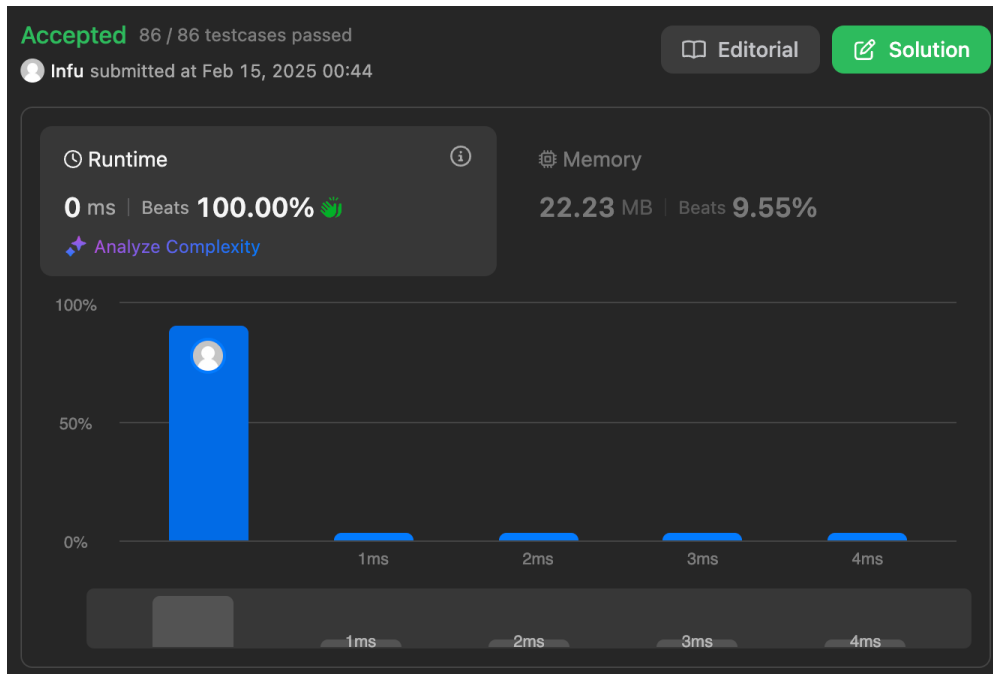 Accepted 86 / 86 testcases passed
Editorial
Solution
Infu submitted at Feb 15, 2025 00:44
Runtime
Memory
0 ms | Beats 100.00%
22.23 MB | Beats 9.55%
Analyze Complexity
100%
50%
0%
1ms 2ms 3ms 4ms
1ms 2ms 3ms 4ms